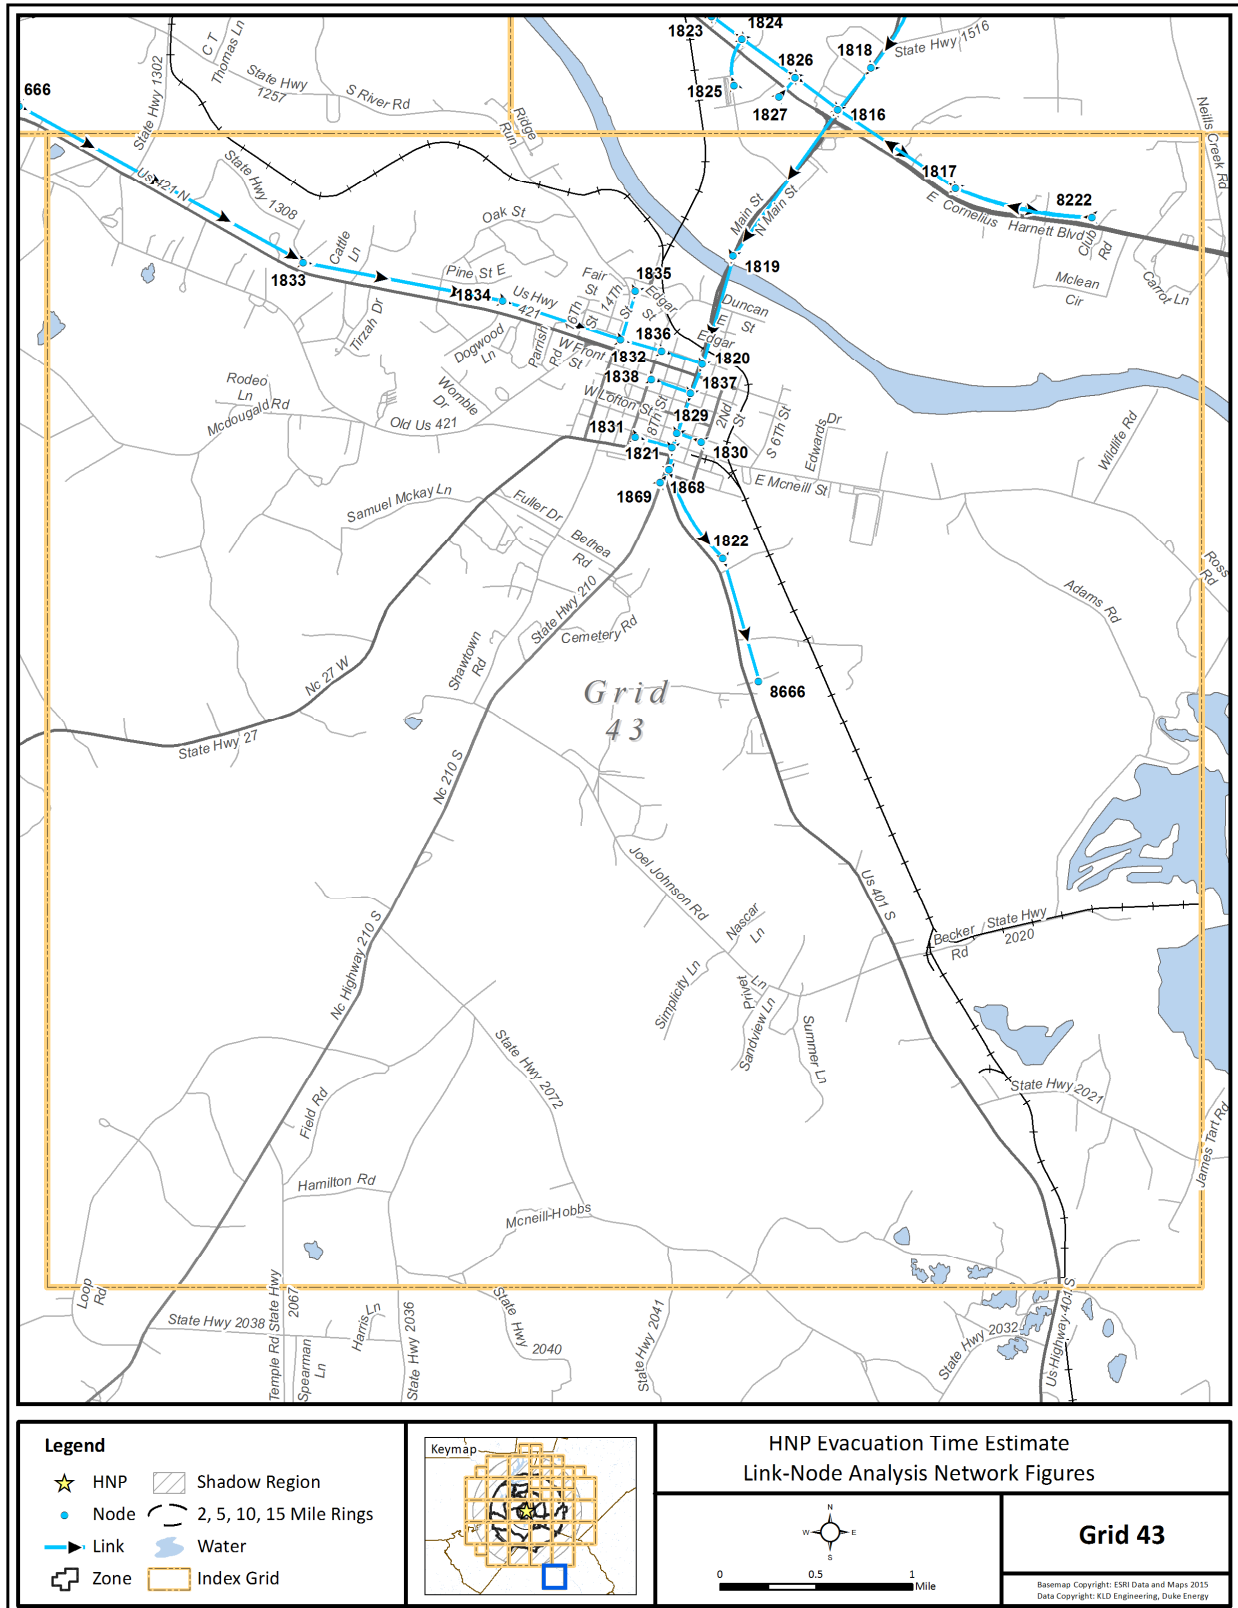 1823
1824
C T
Thomas Ln
State Hwy 1516
1818
1826
State Hwy 1302
State Hwy
1257
666
1825
S River Rd
1827
1816
Ridge
Run
Neills Creek Rd
State Hwy 1308
Us 421 N
1817
8222
E Cornelius
Harnett Blvd
Club
Rd
Main St
N Main St
Oak St
Cattle
Ln
1819
1833
Pine St E
Fair
St
1835
Mclean
Cir
Carrot Ln
1834
Us Hwy
421
16Th
St
14Th
St
Edgar
St
Duncan
St
E
Edgar
Tirzah Dr
Dogwood
Ln
Parrish
Rd
W Front
St
1836
1832
1820
1838
1837
Rodeo
Ln
Womble
Dr
W Lofton St
Mcdougald Rd
8Th St
1829
2Nd
St
S 6Th St
Edwards Dr
Wildlife Rd
Old Us 421
1831
1821
1830
1868
1869
E Mcneill St
Samuel Mckay Ln
Fuller Dr
Bethea
Rd
1822
Ross
Rd
State Hwy 210
Adams Rd
Cemetery Rd
Shawtown
Rd
Nc 27 W
Grid
43
8666
State Hwy 27
Nc 210 S
Joel Johnson Rd
Us 401 S
Nascar
Ln
Becker
Rd
State Hwy
2020
Nc Highway 210 S
Simplicity Ln
Privet
Ln
Sandview Ln
Summer Ln
State Hwy 2072
State Hwy 2021
Field Rd
James Tart Rd
Hamilton Rd
Mcneill-Hobbs
Loop
Rd
State Hwy
2067
Temple Rd
State Hwy 2038
Harris Ln
Spearman
Ln
State Hwy 2036
State Hwy
2040
State Hwy 2041
State Hwy 2032
Us Highway 401 S
Legend
HNP
Shadow Region
Node
2, 5, 10, 15 Mile Rings
Link
Water
Zone
Index Grid
Keymap
HNP Evacuation Time Estimate
Link-Node Analysis Network Figures
N
W E
S
0 0.5 1
Mile
Grid 43
Basemap Copyright: ESRI Data and Maps 2015
Data Copyright: KLD Engineering, Duke Energy